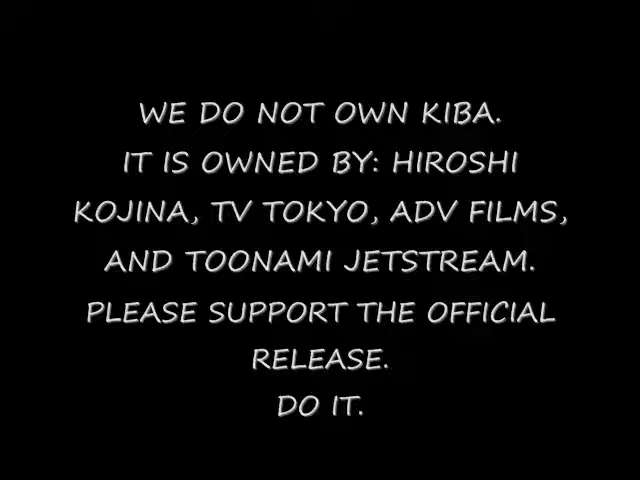 WE DO NOT OWN KIBA.
IT IS OWNED BY: HIROSHI
KOJINA, TV TOKYO, ADV FILMS,
AND TOONAMI JETSTREAM.
PLEASE SUPPORT THE OFFICIAL
RELEASE.
DO IT.